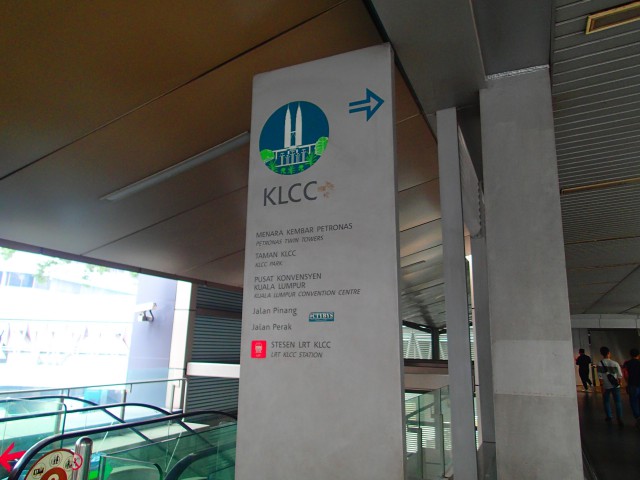 KLCC
MENARA KEMBAR PETRONAS
PETRONAS TWIN TOWERS
TAMAN KLCC
KLCC PARK
PUSAT KONVENSYEN
KUALA LUMPUR
KUALA LUMPUR CONVENTION CENTRE
Jalan Pinang
Jalan Perak
STESEN LRT KLCC
LRT KLCC STATION